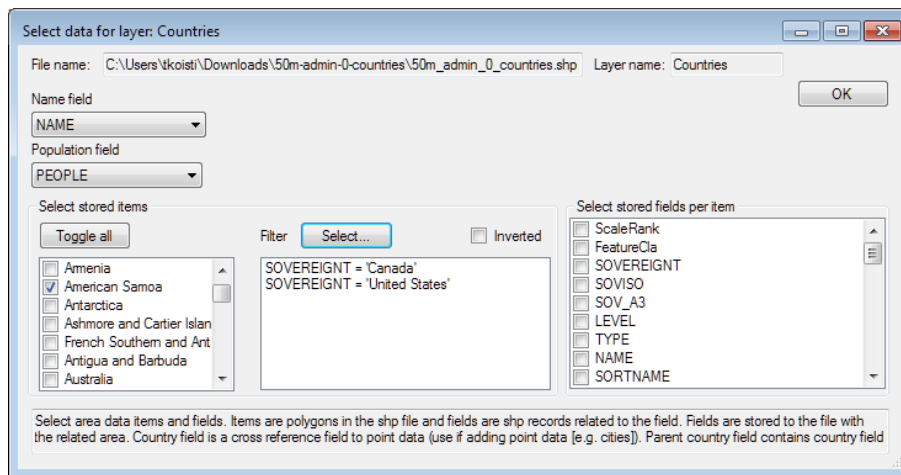 Select data for layer: Countries
File name: C:\Users\tkoisti\Downloads\50m-admin-0-countries\50m_admin_0_countries.shp Layer name: Countries
OK
Name field
NAME
Population field
PEOPLE
Select stored items
Toggle all
Filter Select... Inverted
Armenia
American Samoa
Antarctica
Ashmore and Cartier Islan
French Southern and Ant
Antigua and Barbuda
Australia
SOVEREIGNT = 'Canada'
SOVEREIGNT = 'United States'
Select stored fields per item
ScaleRank
FeatureCla
SOVEREIGNT
SOVISO
SOV_A3
LEVEL
TYPE
NAME
SORTNAME
Select area data items and fields. Items are polygons in the shp file and fields are shp records related to the field. Fields are stored to the file with
the related area. Country field is a cross reference field to point data (use if adding point data [e.g. cities]). Parent country field contains country field